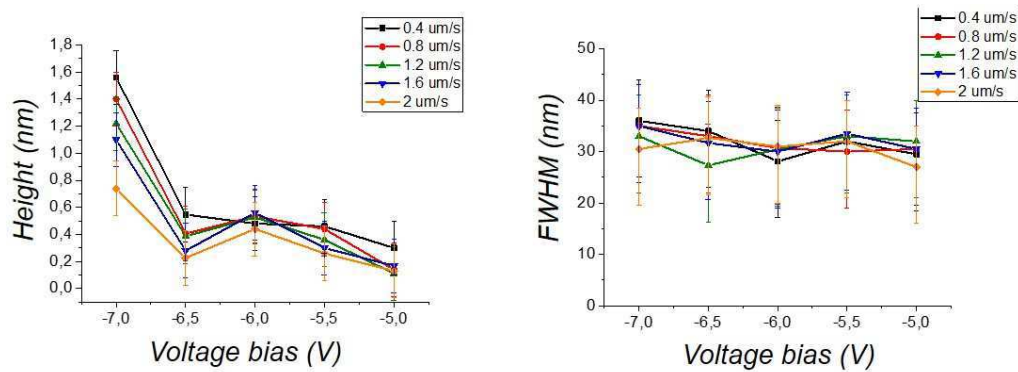 0.4 um/s
0.8 um/s
1.2 um/s
1.6 um/s
2 um/s
1,8
1,6
1,4
1,2
1,0
0,8
0,6
0,4
0,2
0,0
Height (nm)
-7,0 -6,5 -6,0 -5,5 -5,0
Voltage bias (V)
0.4 um/s
0.8 um/s
1.2 um/s
1.6 um/s
2 um/s
50
40
30
20
10
0
FWHM (nm)
-7,0 -6,5 -6,0 -5,5 -5,0
Voltage bias (V)